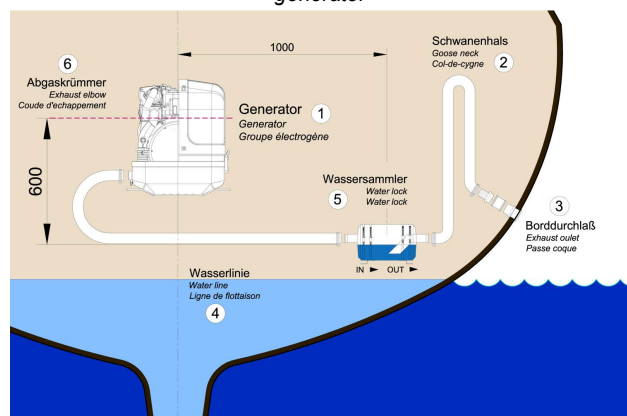 generator
1000
6
Abgaskrümmer
Exhaust elbow
Coude d'echappement
Schwanenhals
Goose neck
Col-de-cygne
2
Generator
Generator
Groupe électrogène
1
600
Wassersammler
Water lock
Water lock
5
3
Borddurchlaß
Exhaust oulet
Passe coque
IN
OUT
Wasserlinie
Water line
Ligne de flottaison
4